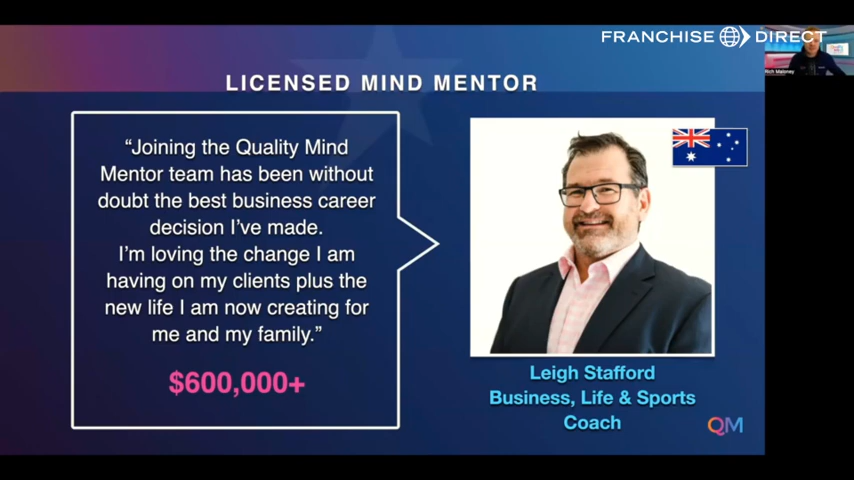 FRANCHISE DIRECT
Rich Maloney
LICENSED MIND MENTOR
“Joining the Quality Mind
Mentor team has been without
doubt the best business career
decision I’ve made.
I’m loving the change I am
having on my clients plus the
new life I am now creating for
me and my family.”
$600,000+
Leigh Stafford
Business, Life & Sports
Coach
QM